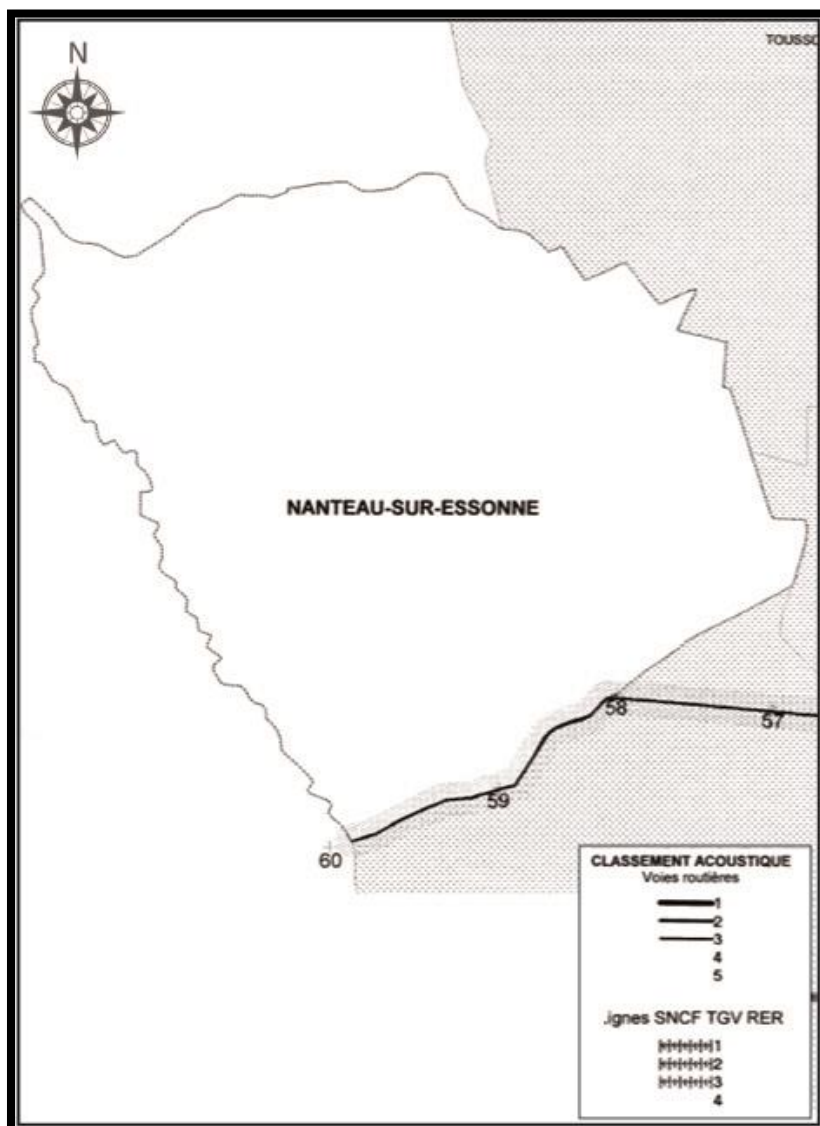 N
TOUSSO
NANTEAU-SUR-ESSONNE
58
57
59
60
CLASSEMENT ACOUSTIQUE
Voies routières
1
2
3
4
5
.ignes SNCF TGV RER
1
2
3
4